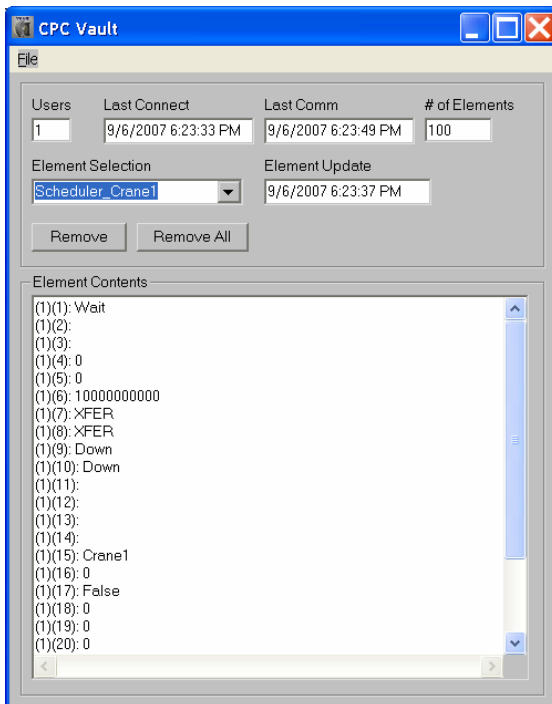 CPC Vault
File
Users Last Connect Last Comm # of Elements
1 9/6/2007 6:23:33 PM 9/6/2007 6:23:49 PM 100
Element Selection Element Update
Scheduler_Crane1 9/6/2007 6:23:37 PM
Remove Remove All
Element Contents
(1)(1): Wait
(1)(2):
(1)(3):
(1)(4): 0
(1)(5): 0
(1)(6): 10000000000
(1)(7): XFER
(1)(8): XFER
(1)(9): Down
(1)(10): Down
(1)(11):
(1)(12):
(1)(13):
(1)(14):
(1)(15): Crane1
(1)(16): 0
(1)(17): False
(1)(18): 0
(1)(19): 0
(1)(20): 0